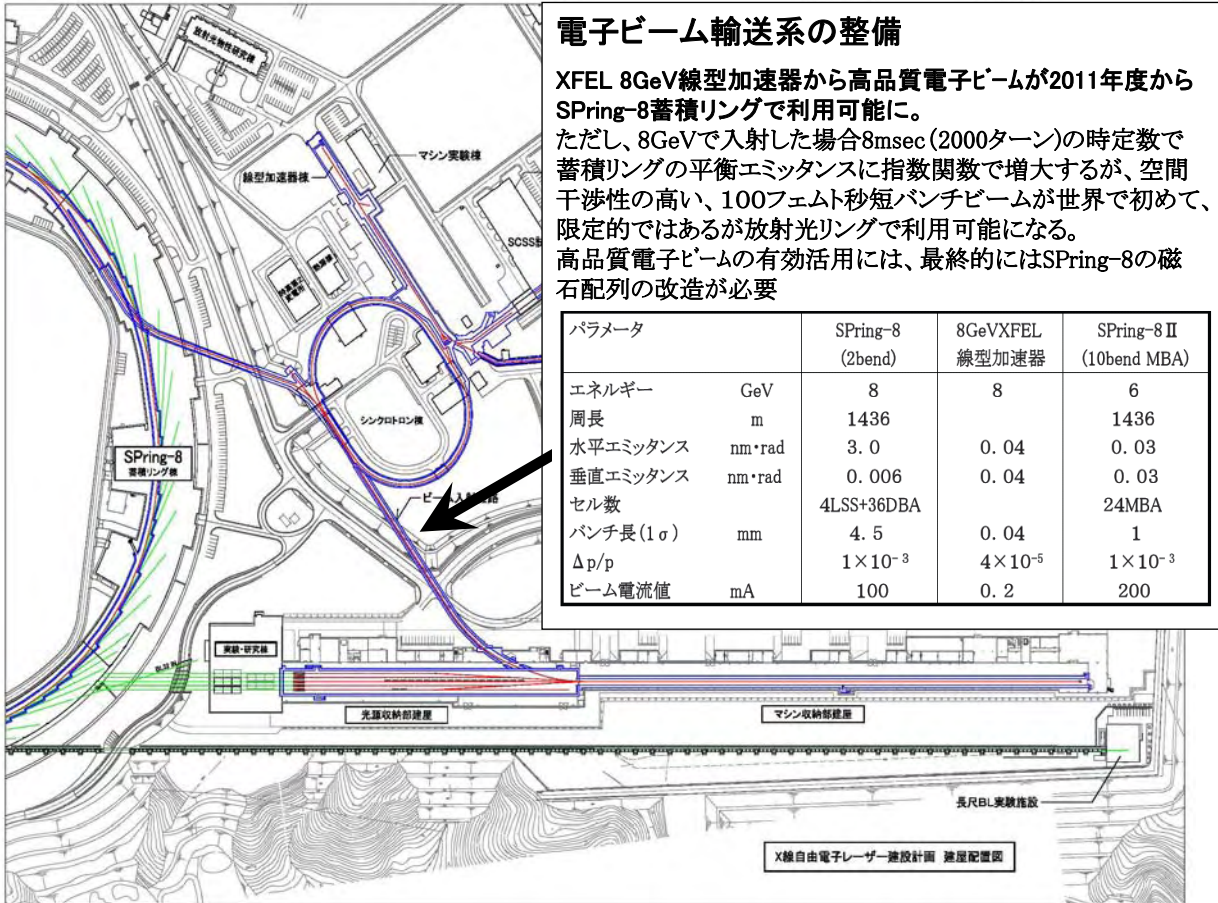 電子ビーム輸送系の整備
XFEL 8GeV線型加速器から高品質電子ビームが2011年度から
SPring-8蓄積リングで利用可能に。
ただし、8GeVで入射した場合8msec(2000ターン)の時定数で
蓄積リングの平衡エミッタンスに指数関数で増大するが、空間
干渉性の高い、100フェムト秒短バンチビームが世界で初めて、
限定的ではあるが放射光リングで利用可能になる。
高品質電子ビームの有効活用には、最終的にはSPring-8の磁
石配列の改造が必要
パラメータ SPring-8 8GeVXFEL SPring-8Ⅱ
(2bend) 線型加速器 (10bend MBA)
エネルギー GeV 8 8 6
周長 m 1436 1436
水平エミッタンス nm・rad 3.0 0.04 0.03
垂直エミッタンス nm・rad 0.006 0.04 0.03
セル数 4LSS+36DBA 24MBA
バンチ長(1σ) mm 4.5 0.04 1
Δp/p 1×10⁻³ 4×10⁻⁵ 1×10⁻³
ビーム電流値 mA 100 0.2 200
放射光物性研究棟
マシン実験棟
線型加速器棟
SCSS
シンクロトロン棟
SPring-8
蓄積リング棟
実験・研究棟
光源収納部建屋
マシン収納部建屋
長尺BL実験施設
X線自由電子レーザー建設計画 建屋配置図